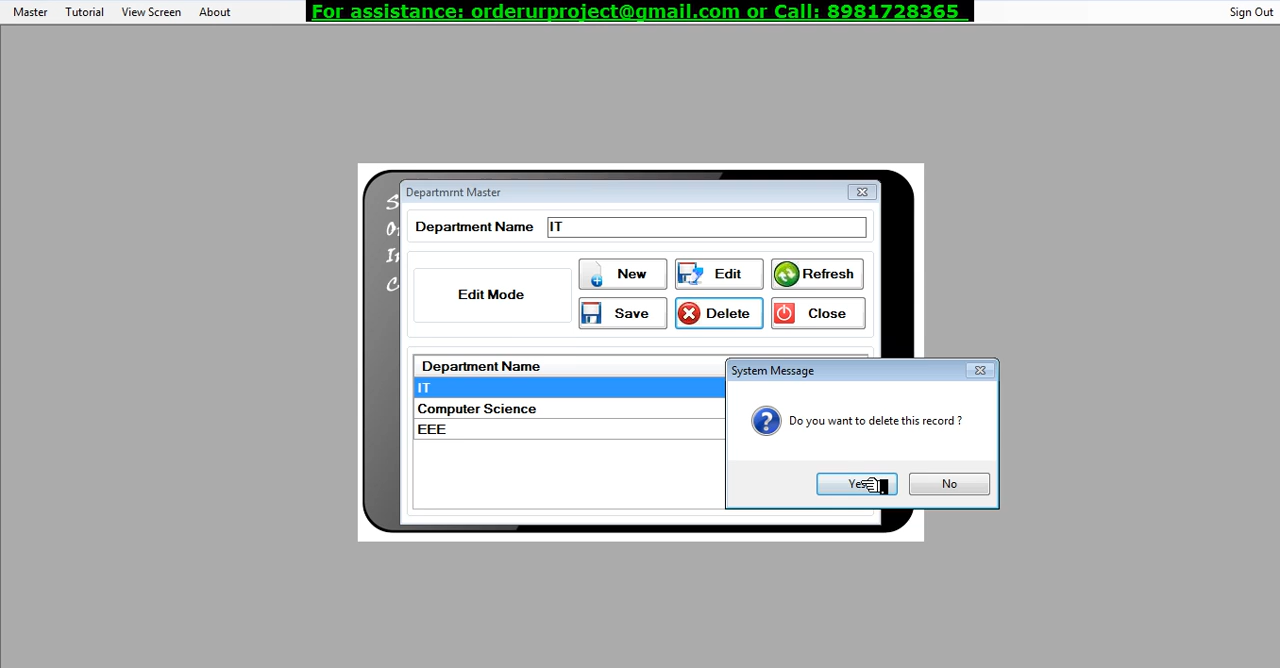 Master Tutorial View Screen About For assistance: orderurproject@gmail.com or Call: 8981728365 Sign Out
Departmrnt Master
Department Name IT
Edit Mode
New Edit Refresh
Save Delete Close
Department Name
IT
Computer Science
EEE
System Message
Do you want to delete this record ?
Yes No